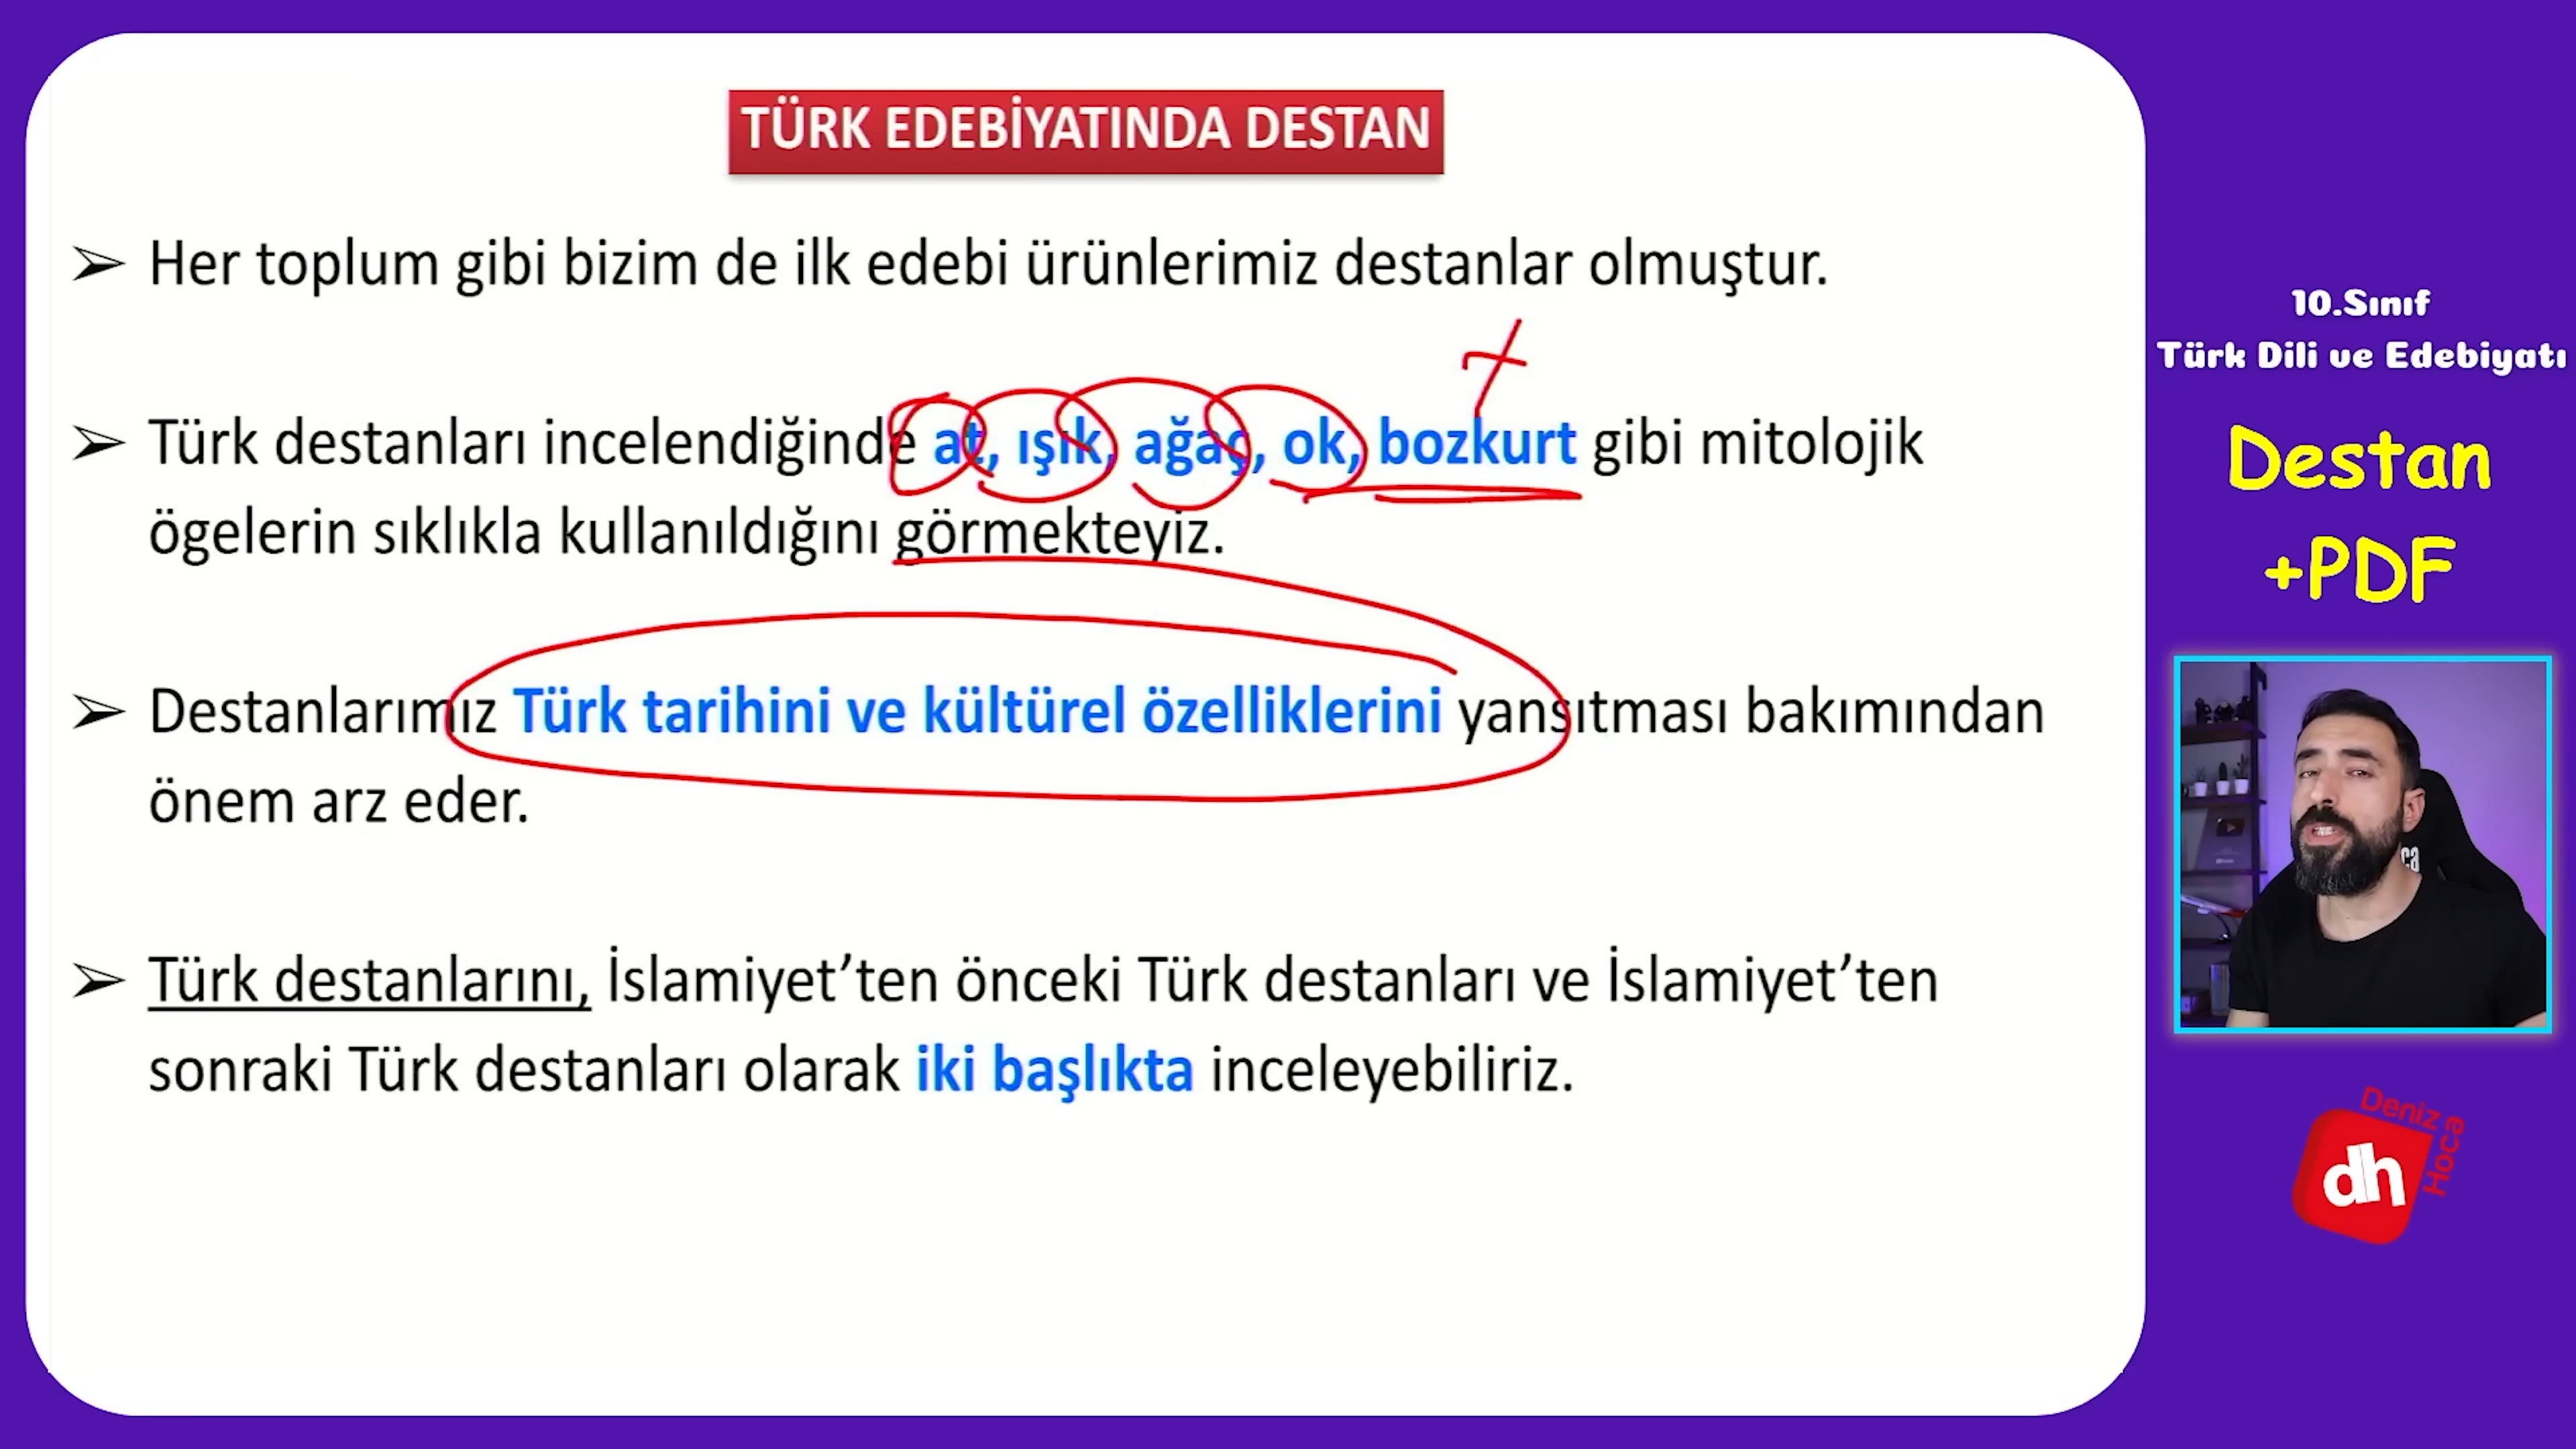 TÜRK EDEBİYATINDA DESTAN
➢ Her toplum gibi bizim de ilk edebi ürünlerimiz destanlar olmuştur.
➢ Türk destanları incelendiğinde at, ışık, ağaç, ok, bozkurt gibi mitolojik
ögelerin sıklıkla kullanıldığını görmekteyiz.
➢ Destanlarımız Türk tarihini ve kültürel özelliklerini yansıtması bakımından
önem arz eder.
➢ Türk destanlarını, İslamiyet’ten önceki Türk destanları ve İslamiyet’ten
sonraki Türk destanları olarak iki başlıkta inceleyebiliriz.
10.Sınıf
Türk Dili ve Edebiyatı
Destan
+PDF
ca
Deniz
Hoca
dh